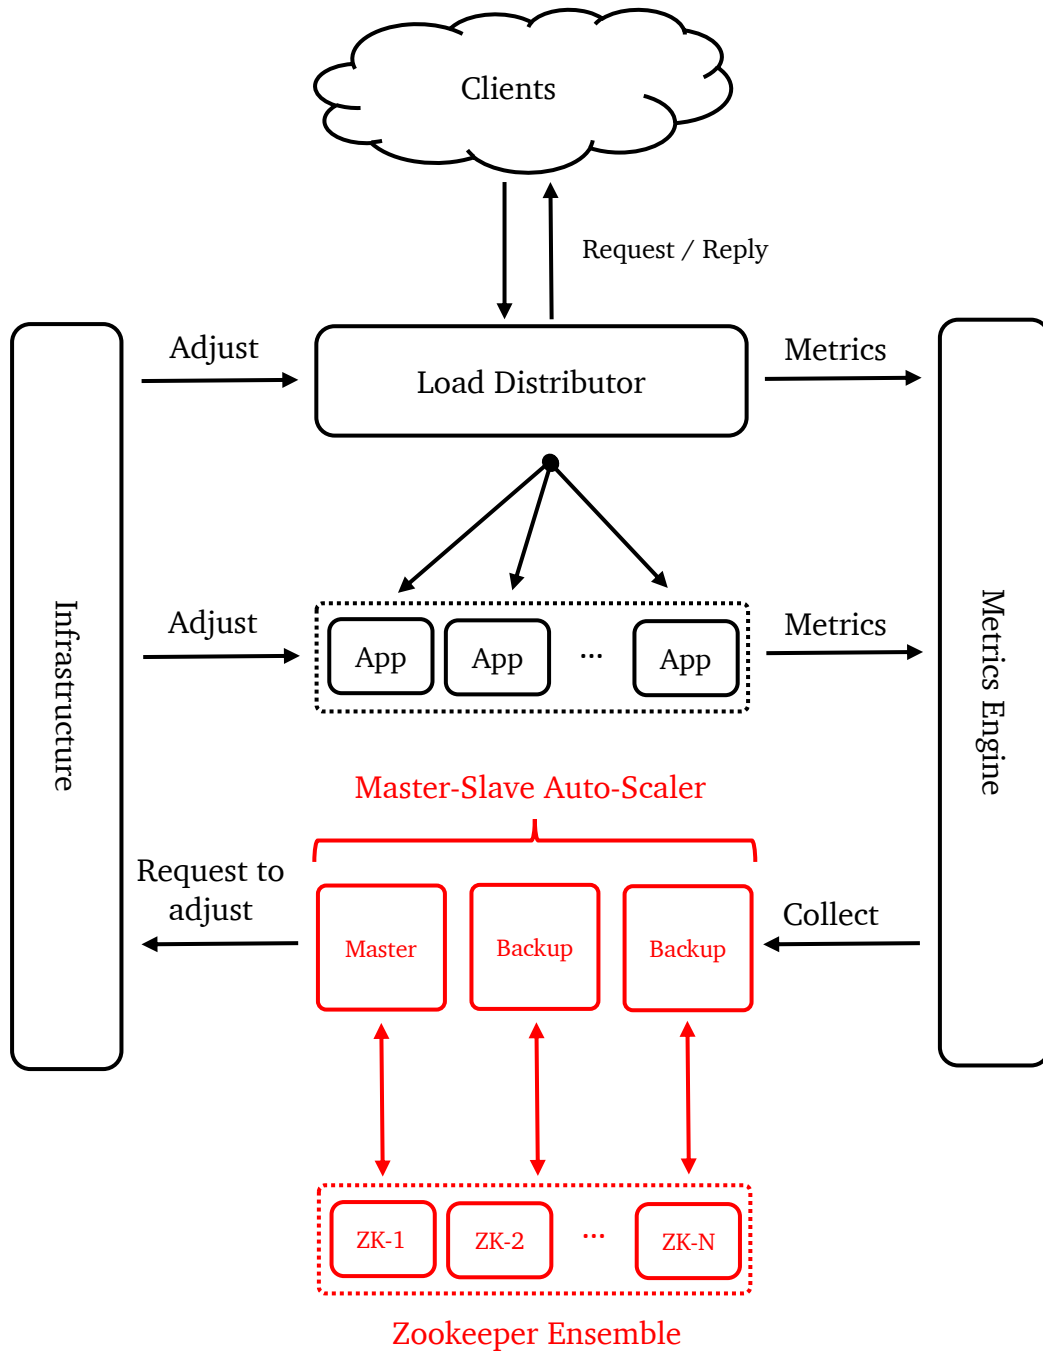 Clients
Request / Reply
Adjust
Load Distributor
Metrics
Infrastructure
Adjust
App
App
...
App
Metrics
Metrics Engine
Master-Slave Auto-Scaler
Request to
adjust
Master
Backup
Backup
Collect
ZK-1
ZK-2
...
ZK-N
Zookeeper Ensemble